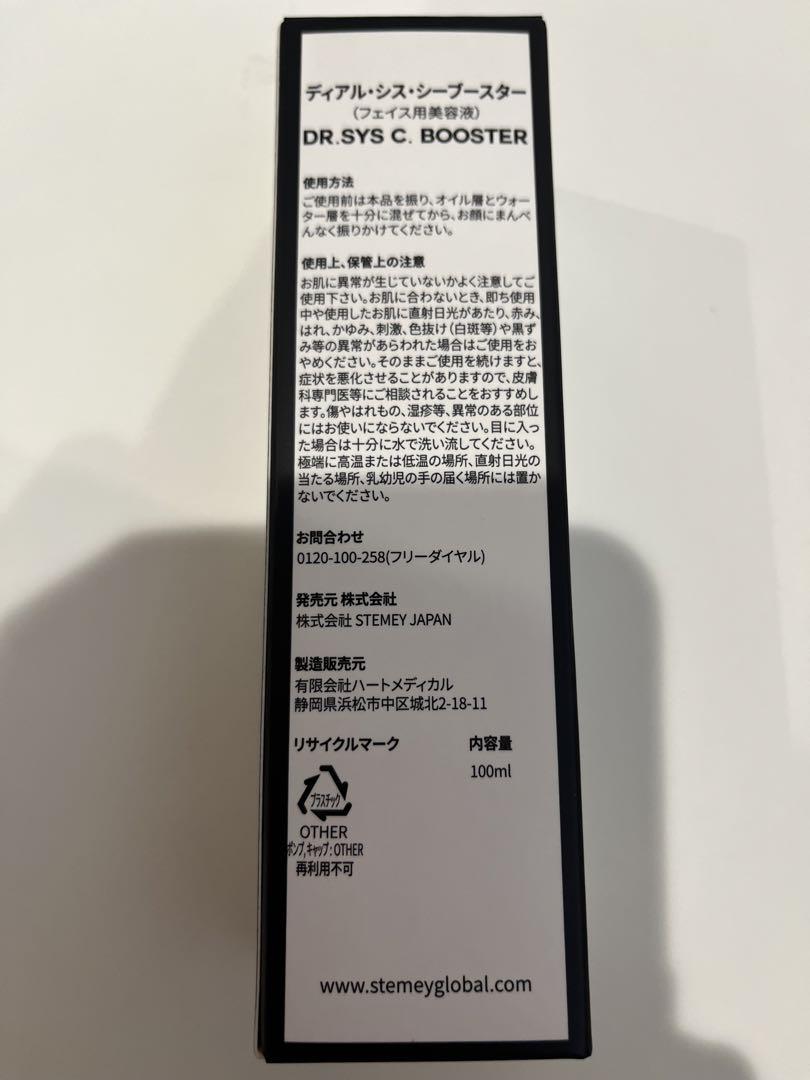 ディアル・シス・シーブースター
（フェイス用美容液）
DR.SYS C. BOOSTER
使用方法
ご使用前は本品を振り、オイル層とウォー
ター層を十分に混ぜてから、お顔にまんべ
んなく振りかけてください。
使用上、保管上の注意
お肌に異常が生じていないかよく注意してご
使用下さい。お肌に合わないとき、即ち使用
中や使用したお肌に直射日光があたり、赤み、
はれ、かゆみ、刺激、色抜け（白斑等）や黒ず
み等の異常があらわれた場合はご使用をお
やめください。そのままご使用を続けますと、
症状を悪化させることがありますので、皮膚
科専門医等にご相談されることをおすすめし
ます。傷やはれもの、湿疹等、異常のある部位
にはお使いにならないでください。目に入っ
た場合は十分に水で洗い流してください。
極端に高温または低温の場所、直射日光の
当たる場所、乳幼児の手の届く場所には置か
ないでください。
お問合わせ
0120-100-258(フリーダイヤル)
発売元 株式会社
株式会社 STEMEY JAPAN
製造販売元
有限会社ハートメディカル
静岡県浜松市中区城北2-18-11
リサイクルマーク 内容量
100ml
プラスチック
OTHER
ポンプ,キャップ:OTHER
再利用不可
www.stemeyglobal.com